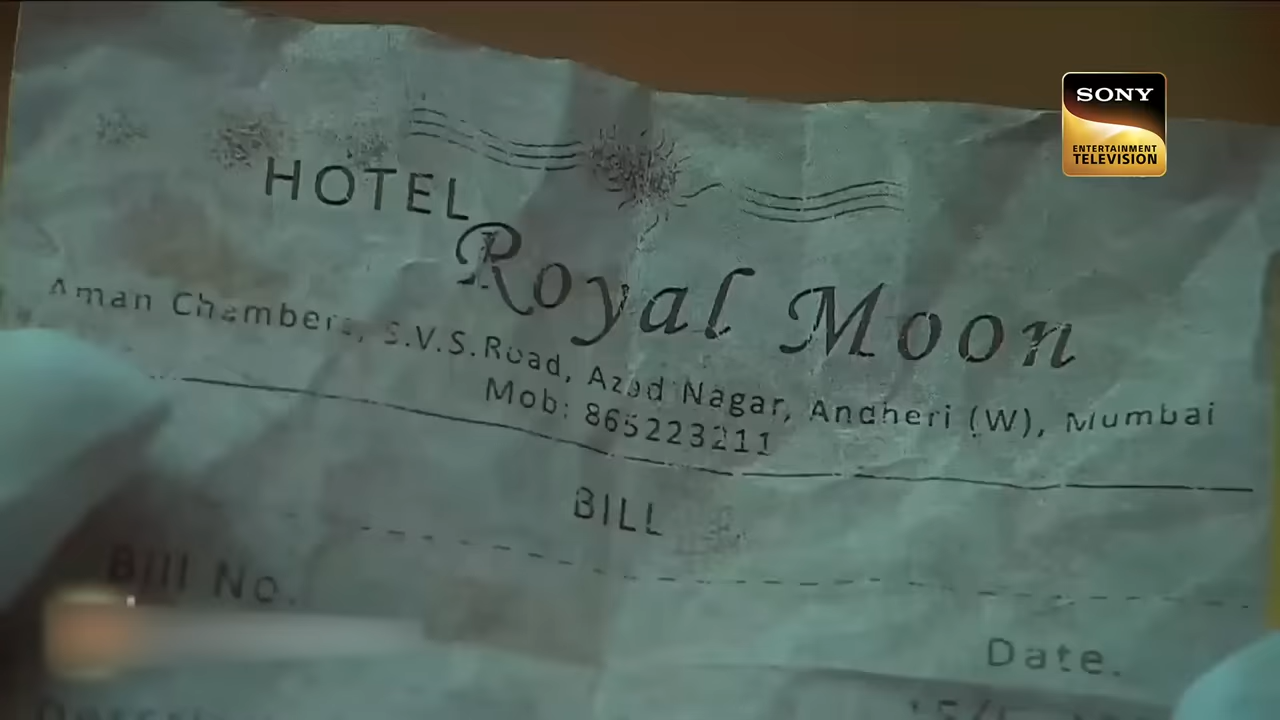 SONY
ENTERTAINMENT
TELEVISION
HOTEL
Royal Moon
Aman Chambers, S.V.S.Road, Azad Nagar, Andheri (W), Mumbai
Mob: 865223211
BILL
Bill No.
Date.